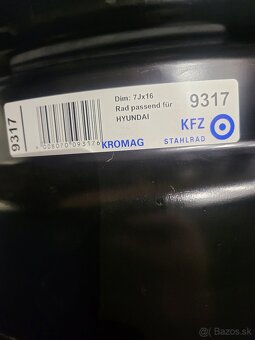 9317
Dim: 7Jx16
Rad passend für
HYUNDAI
9317
KROMAG
KFZ
STAHLRAD
Bazos.sk